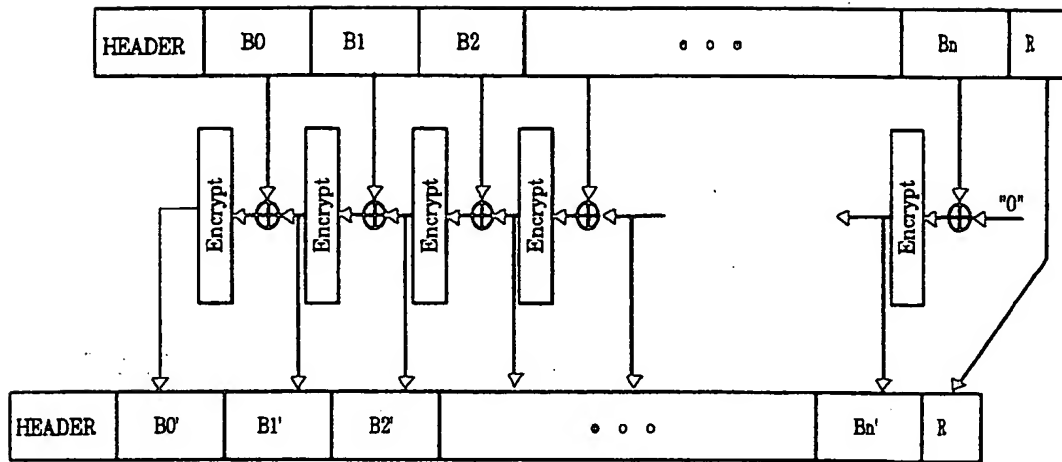 HEADER B0 B1 B2 • • • Bn R
Encrypt Encrypt Encrypt Encrypt Encrypt "0"
HEADER B0' B1' B2' • • • Bn' R